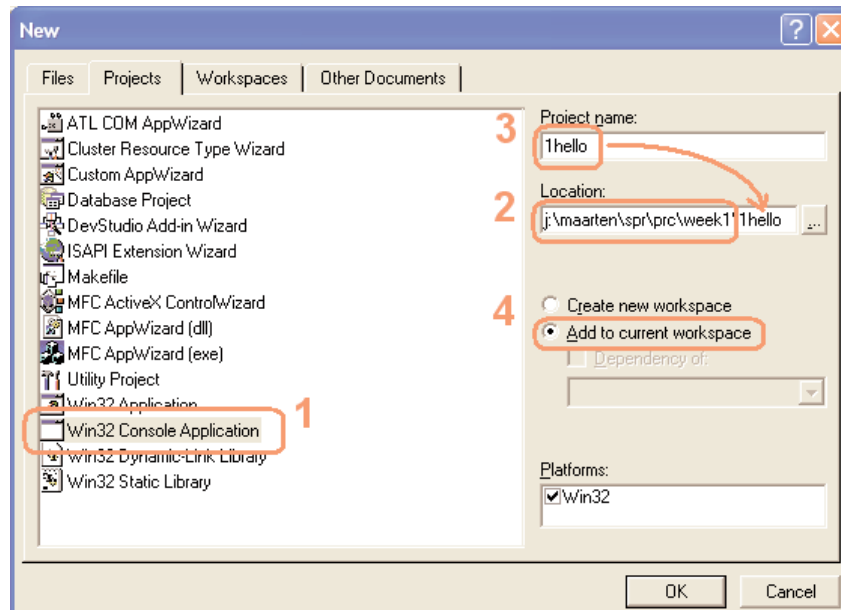 New
Files Projects Workspaces Other Documents
ATL COM AppWizard
Cluster Resource Type Wizard
Custom AppWizard
Database Project
DevStudio Add-in Wizard
ISAPI Extension Wizard
Makefile
MFC ActiveX ControlWizard
MFC AppWizard (dll)
MFC AppWizard (exe)
Utility Project
Win32 Application
1
Win32 Console Application
Win32 Dynamic-Link Library
Win32 Static Library
3
Project name:
1hello
2
Location:
j:\maarten\spr\prc\week1\1hello ...
4
Create new workspace
Add to current workspace
Dependency of:
Platforms:
Win32
OK Cancel